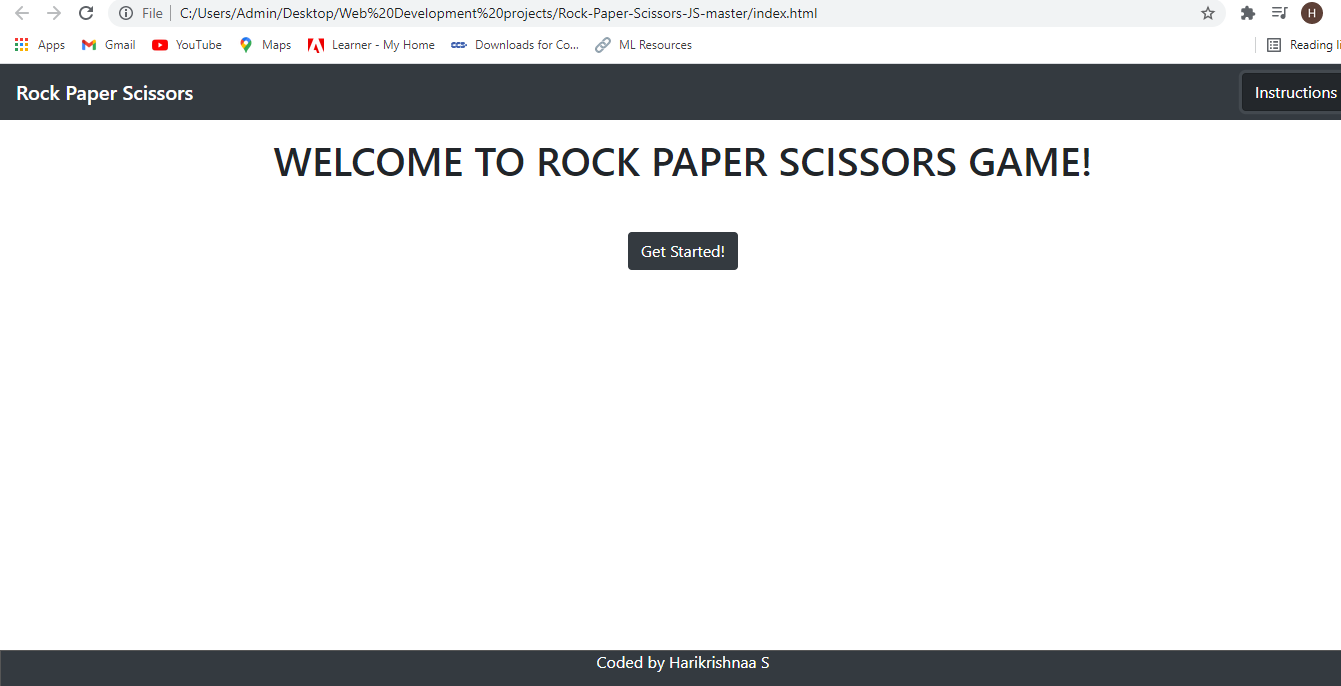 File | C:/Users/Admin/Desktop/Web%20Development%20projects/Rock-Paper-Scissors-JS-master/index.html H
Apps Gmail YouTube Maps Learner - My Home CCS Downloads for Co... ML Resources Reading li
Rock Paper Scissors Instructions
WELCOME TO ROCK PAPER SCISSORS GAME!
Get Started!
Coded by Harikrishnaa S